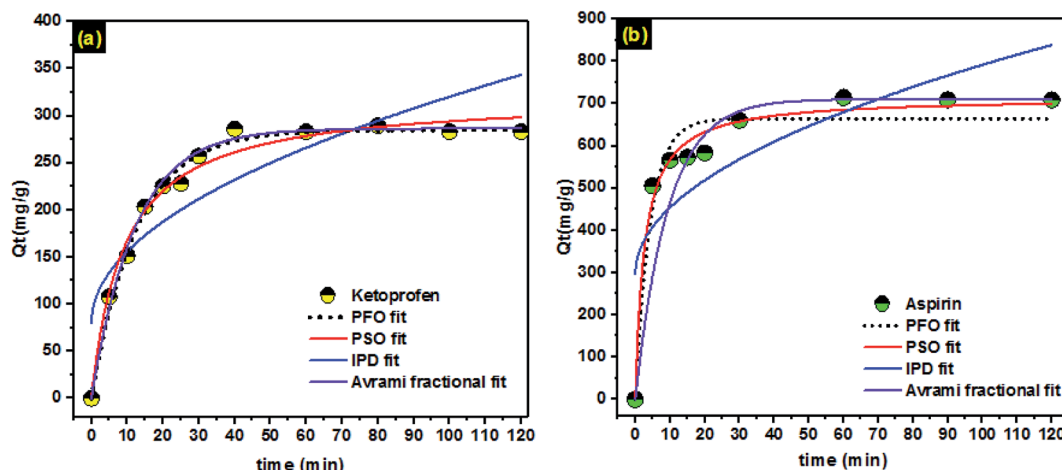 (a)
400
350
300
250
200
150
100
50
0
Qt(mg/g)
Ketoprofen
PFO fit
PSO fit
IPD fit
Avrami fractional fit
0 10 20 30 40 50 60 70 80 90 100 110 120
time (min)
(b)
900
800
700
600
500
400
300
200
100
0
Qt(mg/g)
Aspirin
PFO fit
PSO fit
IPD fit
Avrami fractional fit
0 10 20 30 40 50 60 70 80 90 100 110 120
time (min)